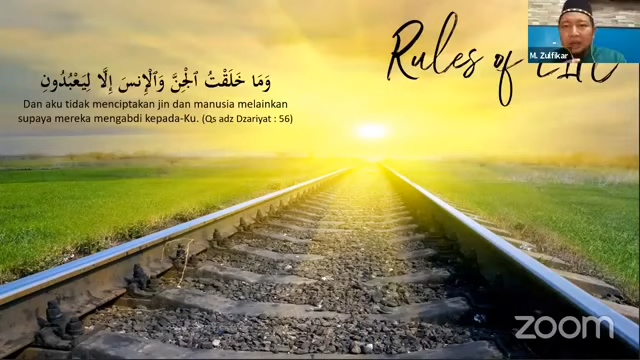 Rules of
M. Zulfikar
وَمَا خَلَقْتُ ٱلْجِنَّ وَٱلْإِنسَ إِلَّا لِيَعْبُدُونِ
Dan aku tidak menciptakan jin dan manusia melainkan
supaya mereka mengabdi kepada-Ku. (Qs adz Dzariyat : 56)
zoom